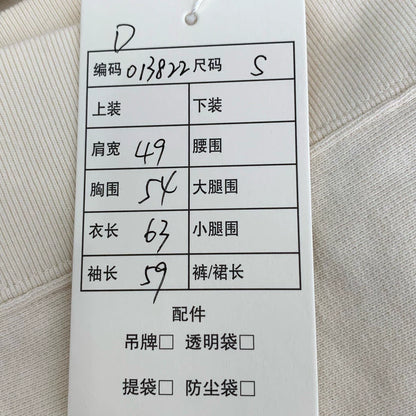 D
编码 013822 尺码 S
上装 下装
肩宽 49 腰围
胸围 54 大腿围
衣长 63 小腿围
袖长 59 裤/裙长
配件
吊牌□ 透明袋□
提袋□ 防尘袋□